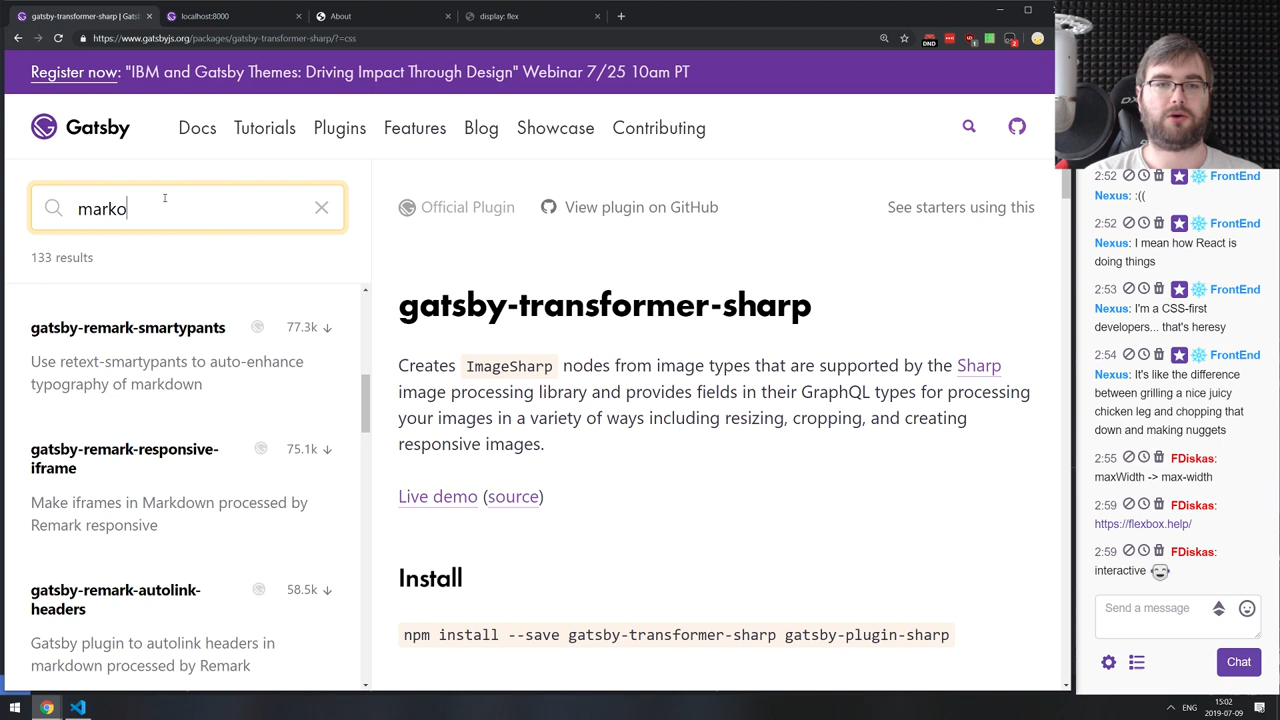 gatsby-transformer-sharp | Gatsb
localhost:8000
About
display: flex
https://www.gatsbyjs.org/packages/gatsby-transformer-sharp/?=css
DND
Register now: "IBM and Gatsby Themes: Driving Impact Through Design" Webinar 7/25 10am PT
Gatsby
Docs Tutorials Plugins Features Blog Showcase Contributing
marko
133 results
gatsby-remark-smartypants
77.3k ↓
Use retext-smartypants to auto-enhance
typography of markdown
gatsby-remark-responsive-
iframe
75.1k ↓
Make iframes in Markdown processed by
Remark responsive
gatsby-remark-autolink-
headers
58.5k ↓
Gatsby plugin to autolink headers in
markdown processed by Remark
Official Plugin
View plugin on GitHub
See starters using this
gatsby-transformer-sharp
Creates ImageSharp nodes from image types that are supported by the Sharp
image processing library and provides fields in their GraphQL types for processing
your images in a variety of ways including resizing, cropping, and creating
responsive images.
Live demo (source)
Install
npm install --save gatsby-transformer-sharp gatsby-plugin-sharp
2:52 FrontEnd
Nexus: :((
2:52 FrontEnd
Nexus: I mean how React is
doing things
2:53 FrontEnd
Nexus: I'm a CSS-first
developers... that's heresy
2:54 FrontEnd
Nexus: It's like the difference
between grilling a nice juicy
chicken leg and chopping that
down and making nuggets
2:55 FDiskas:
maxWidth -> max-width
2:59 FDiskas:
https://flexbox.help/
2:59 FDiskas:
interactive
Send a message
Chat
ENG
15:02
2019-07-09